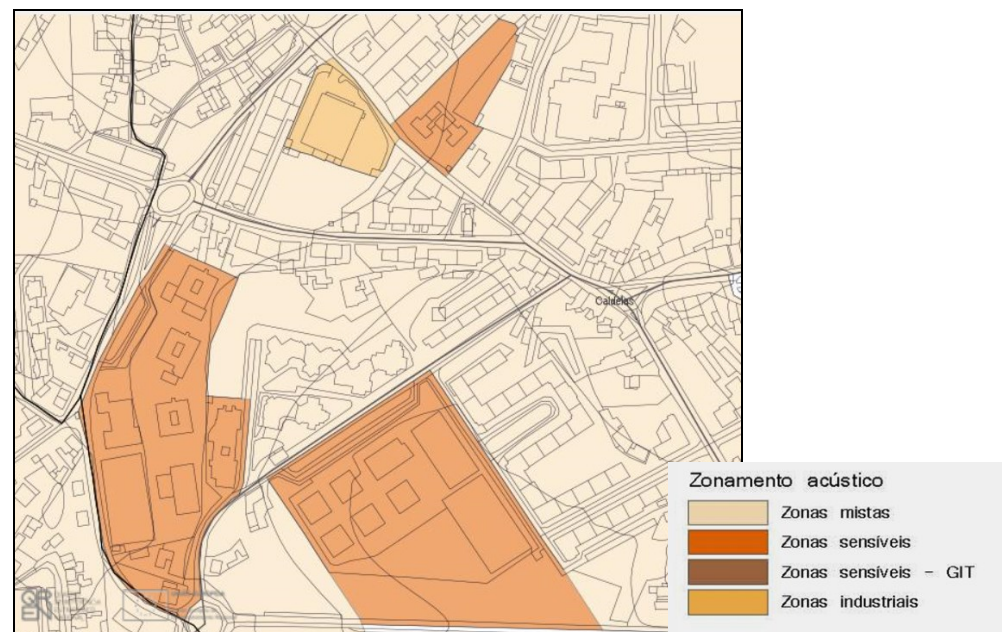 Caldelas
Zonamento acústico
Zonas mistas
Zonas sensíveis
Zonas sensíveis - GIT
Zonas industriais